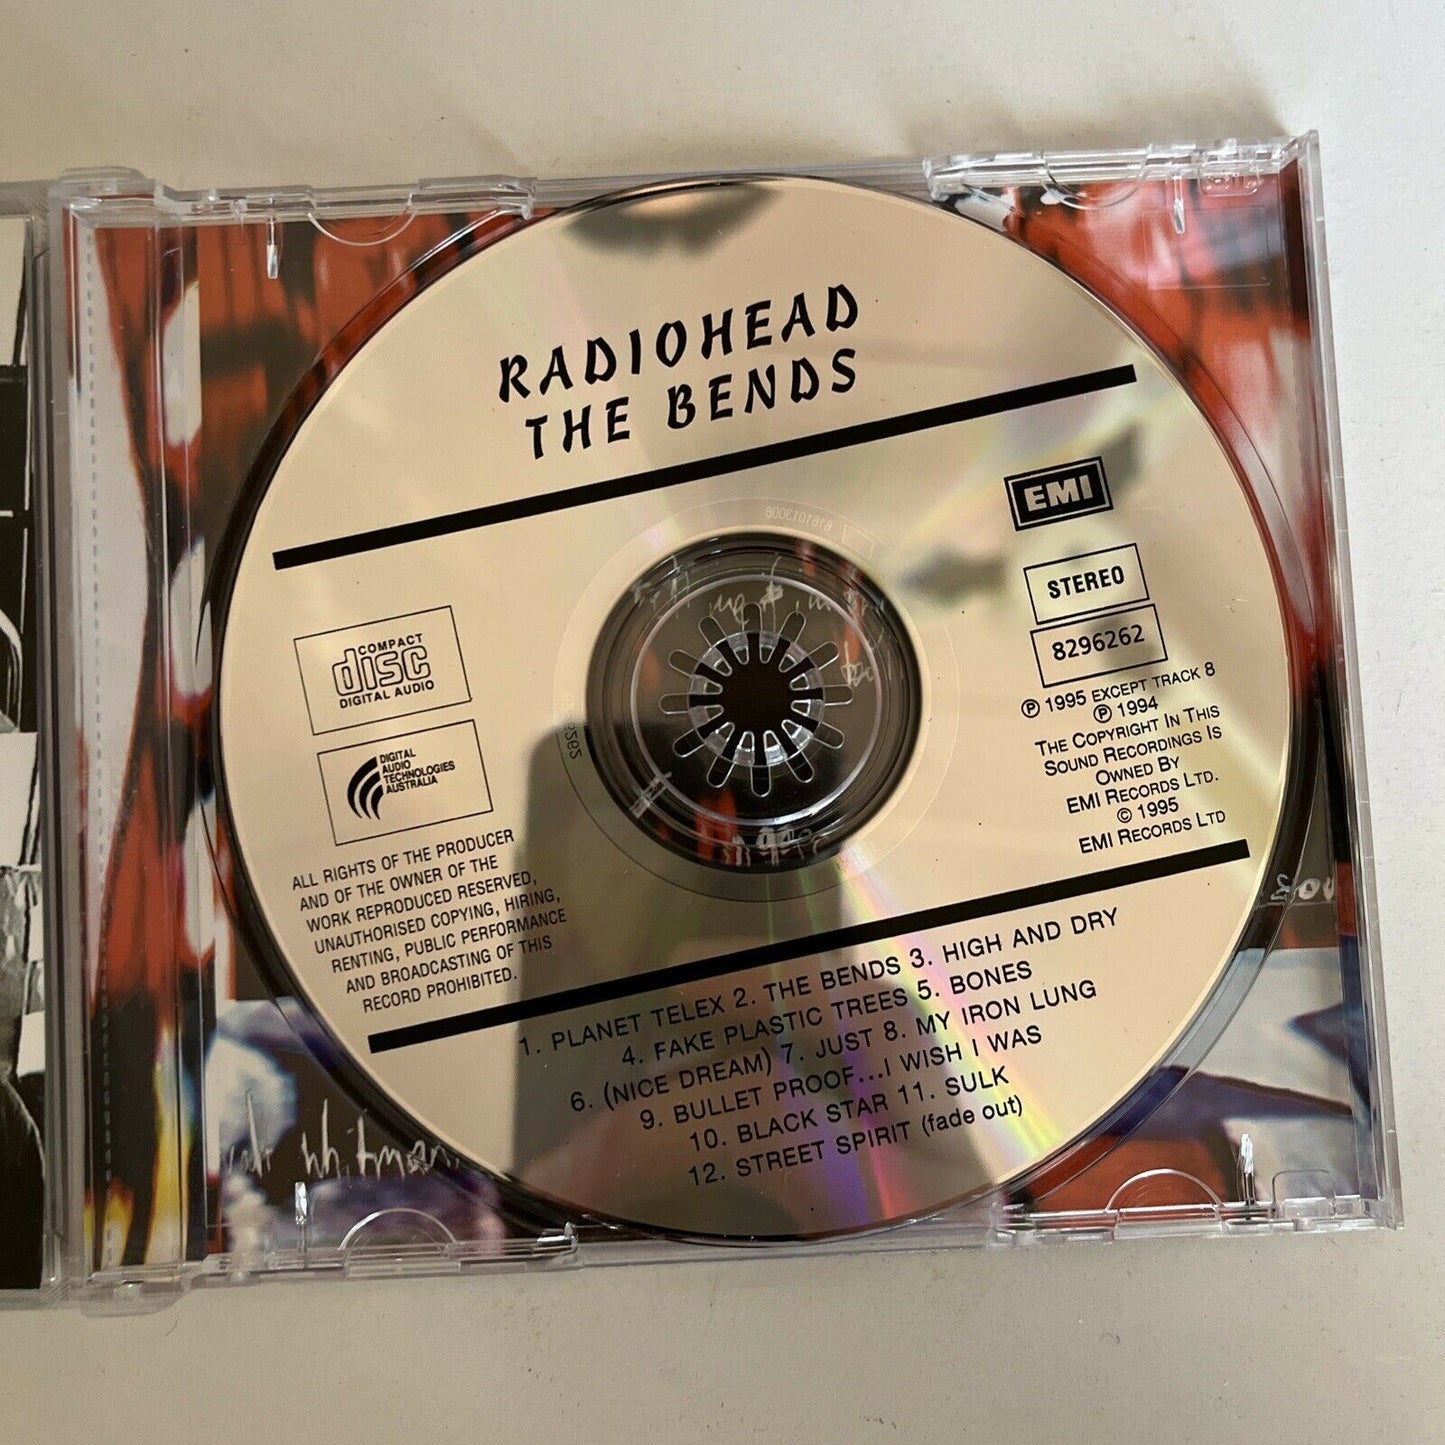 RADIOHEAD
THE BENDS
EMI
STEREO
8296262
℗ 1995 EXCEPT TRACK 8
℗ 1994
THE COPYRIGHT IN THIS
SOUND RECORDINGS IS
OWNED BY
EMI RECORDS LTD.
© 1995
EMI RECORDS LTD
COMPACT
disc
DIGITAL AUDIO
DIGITAL
AUDIO
TECHNOLOGIES
AUSTRALIA
ALL RIGHTS OF THE PRODUCER
AND OF THE OWNER OF THE
WORK REPRODUCED RESERVED,
UNAUTHORISED COPYING, HIRING,
RENTING, PUBLIC PERFORMANCE
AND BROADCASTING OF THIS
RECORD PROHIBITED.
6161013006
1. PLANET TELEX 2. THE BENDS 3. HIGH AND DRY
4. FAKE PLASTIC TREES 5. BONES
6. (NICE DREAM) 7. JUST 8. MY IRON LUNG
9. BULLET PROOF...I WISH I WAS
10. BLACK STAR 11. SULK
12. STREET SPIRIT (fade out)